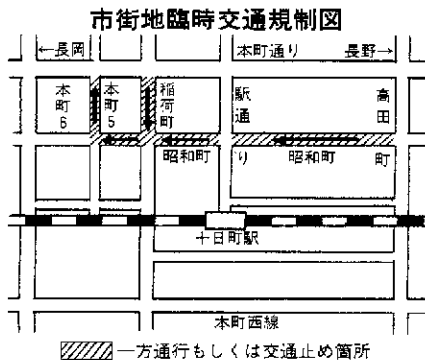 市街地臨時交通規制図
←長岡
本町通り
長野→
本町6
本町5
稲荷町
駅通り
高田町
昭和町
昭和町
十日町駅
本町西線
一方通行もしくは交通止め箇所